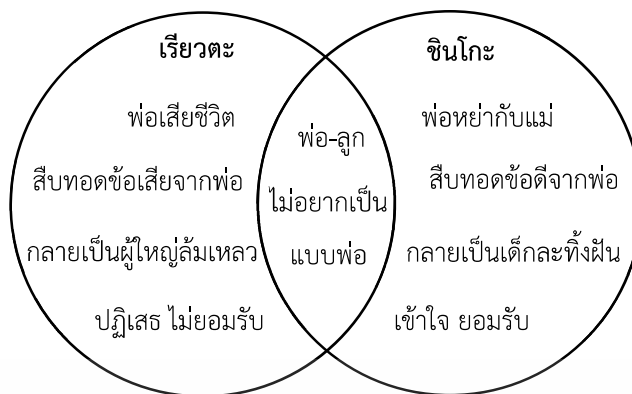 เรียวตะ
พ่อเสียชีวิต
สืบทอดข้อเสียจากพ่อ
กลายเป็นผู้ใหญ่ล้มเหลว
ปฏิเสธ ไม่ยอมรับ
พ่อ-ลูก
ไม่อยากเป็น
แบบพ่อ
ชินโกะ
พ่อหย่ากับแม่
สืบทอดข้อดีจากพ่อ
กลายเป็นเด็กละทิ้งฝัน
เข้าใจ ยอมรับ